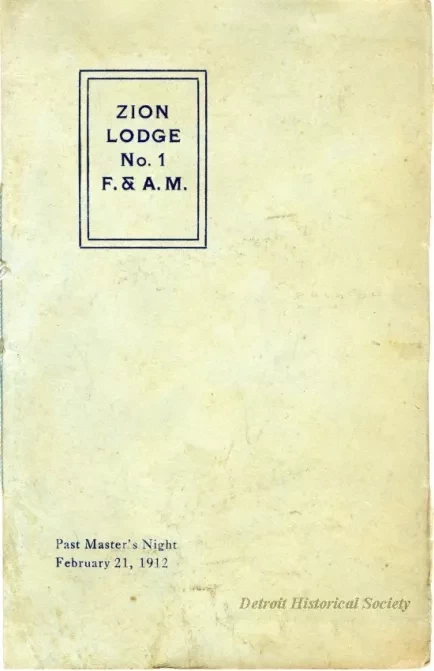 ZION
LODGE
No. 1
F. & A. M.
Past Master's Night
February 21, 1912
Detroit Historical Society